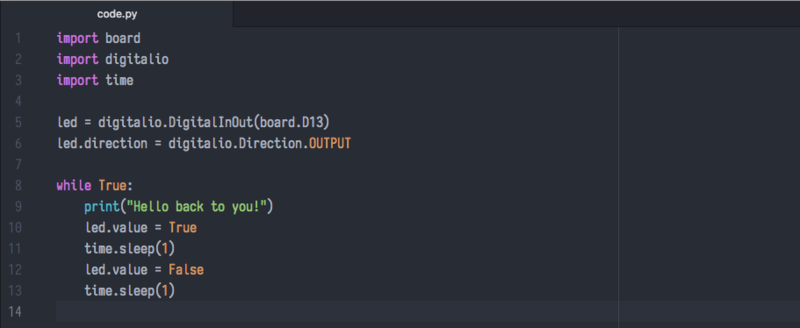 code.py
1 import board
2 import digitalio
3 import time
4
5 led = digitalio.DigitalInOut(board.D13)
6 led.direction = digitalio.Direction.OUTPUT
7
8 while True:
9     print("Hello back to you!")
10     led.value = True
11     time.sleep(1)
12     led.value = False
13     time.sleep(1)
14